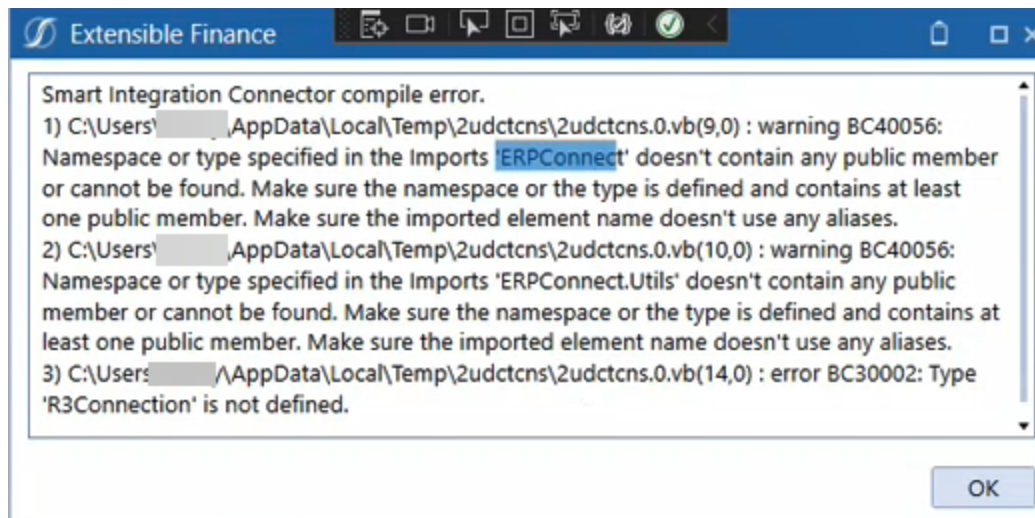 Extensible Finance
Smart Integration Connector compile error.
1) C:\Users\ \AppData\Local\Temp\2udctcns\2udctcns.0.vb(9,0) : warning BC40056:
Namespace or type specified in the Imports 'ERPConnect' doesn't contain any public member
or cannot be found. Make sure the namespace or the type is defined and contains at least
one public member. Make sure the imported element name doesn't use any aliases.
2) C:\Users\ \AppData\Local\Temp\2udctcns\2udctcns.0.vb(10,0) : warning BC40056:
Namespace or type specified in the Imports 'ERPConnect.Utils' doesn't contain any public
member or cannot be found. Make sure the namespace or the type is defined and contains at
least one public member. Make sure the imported element name doesn't use any aliases.
3) C:\Users \AppData\Local\Temp\2udctcns\2udctcns.0.vb(14,0) : error BC30002: Type
'R3Connection' is not defined.
OK